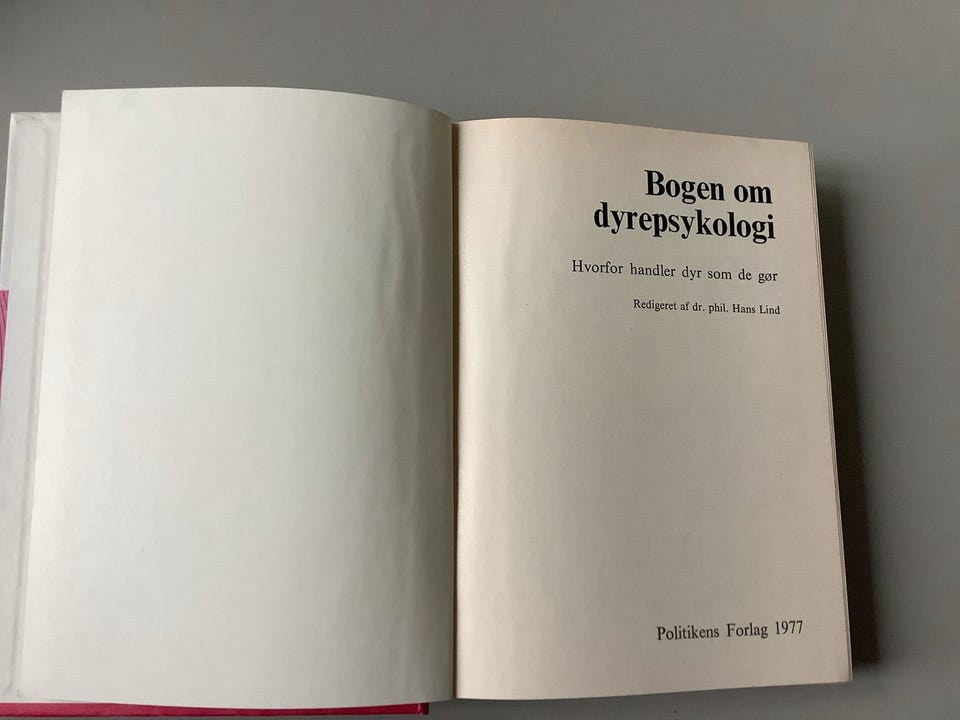 Bogen om
dyrepsykologi
Hvorfor handler dyr som de gør
Redigeret af dr. phil. Hans Lind
Politikens Forlag 1977